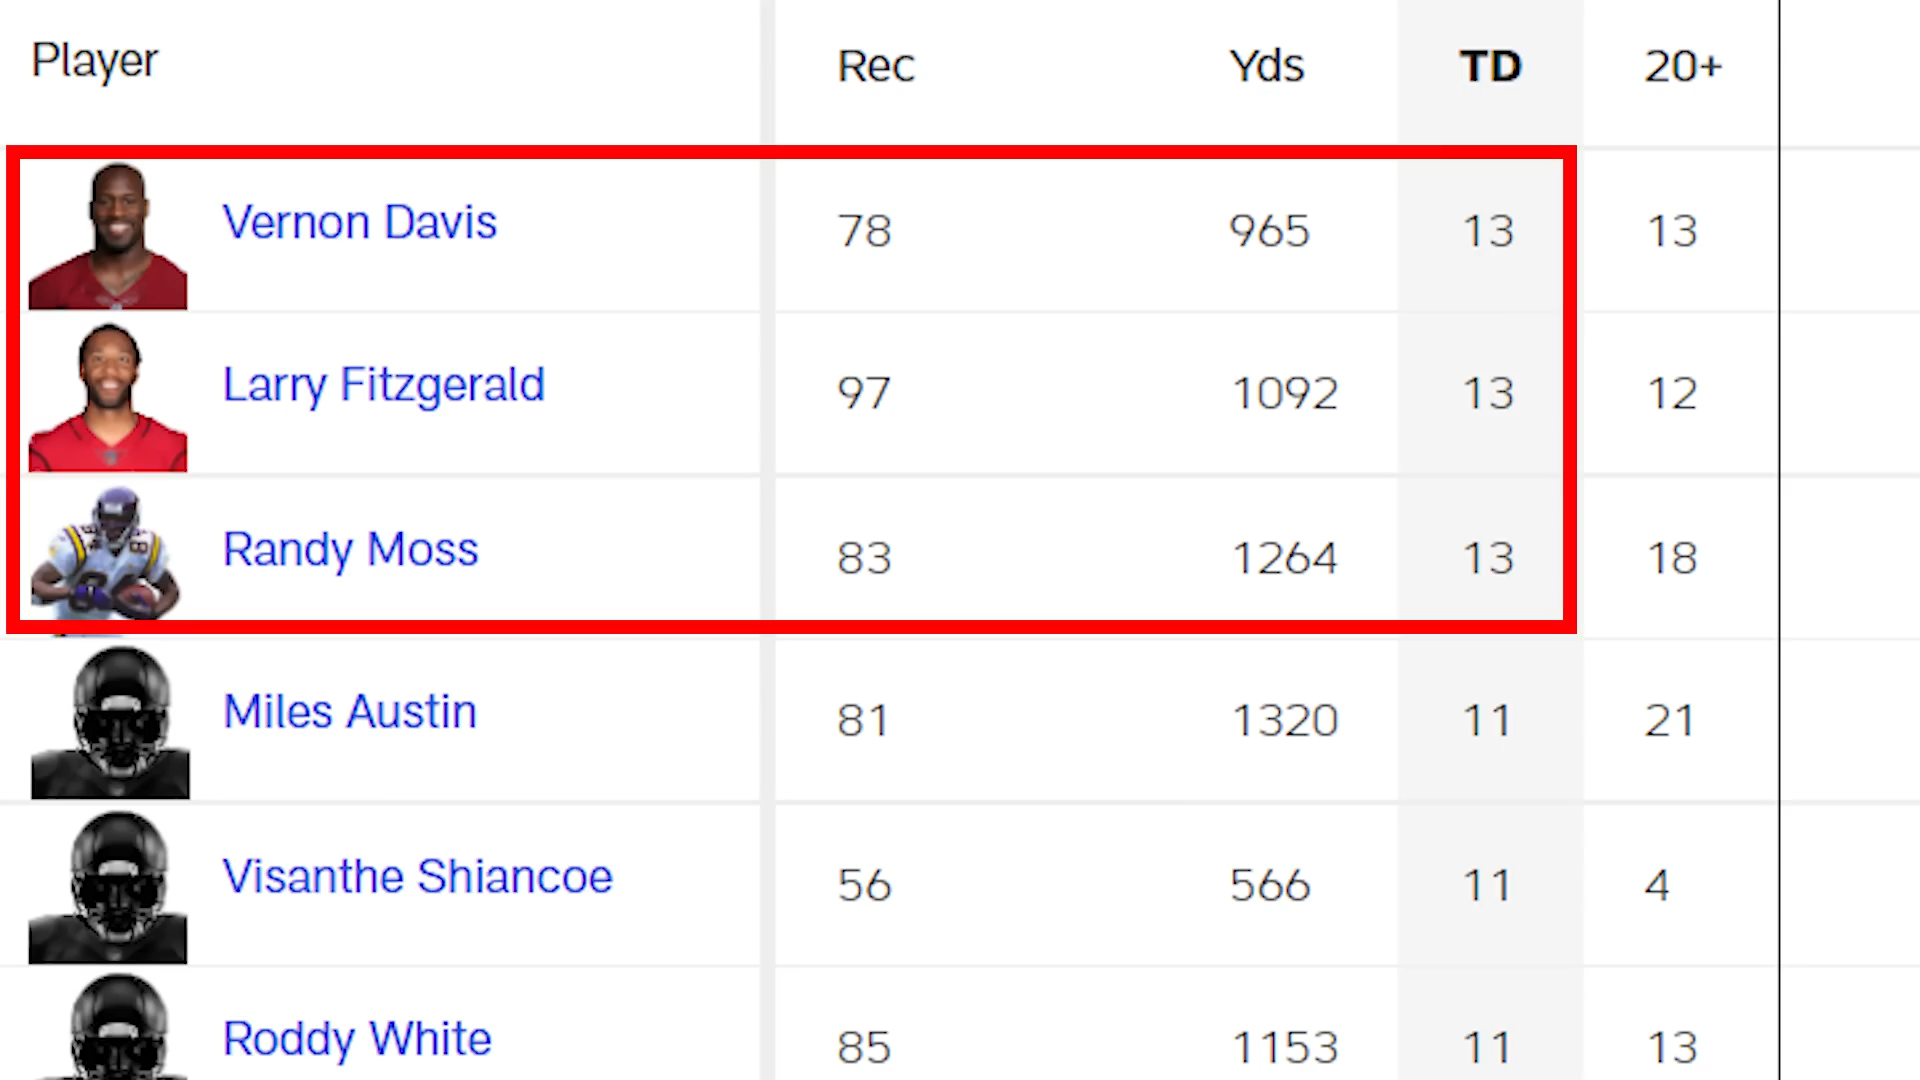 Player Rec Yds TD 20+
Vernon Davis 78 965 13 13
Larry Fitzgerald 97 1092 13 12
Randy Moss 83 1264 13 18
Miles Austin 81 1320 11 21
Visanthe Shiancoe 56 566 11 4
Roddy White 85 1153 11 13